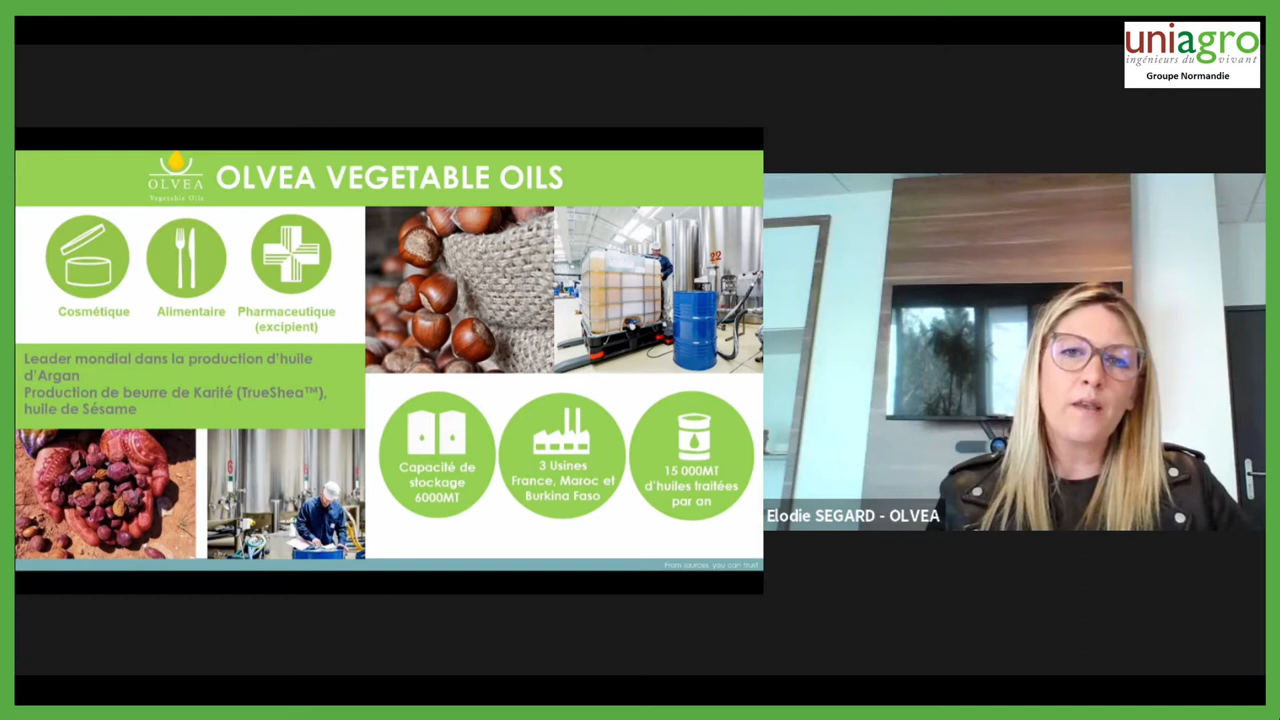 uniagro
ingénieurs du vivant
Groupe Normandie
OLVEA
Vegetable Oils
OLVEA VEGETABLE OILS
Cosmétique
Alimentaire
Pharmaceutique
(excipient)
Leader mondial dans la production d'huile
d'Argan
Production de beurre de Karité (TrueShea™),
huile de Sésame
22
6
6
Capacité de
stockage
6000MT
3 Usines
France, Maroc et
Burkina Faso
15 000MT
d'huiles traitées
par an
From sources you can trust
Elodie SEGARD - OLVEA